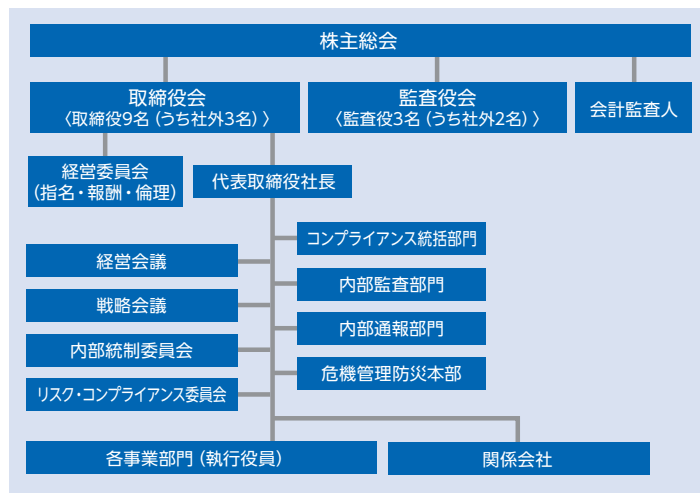 株主総会
取締役会
〈取締役9名（うち社外3名）〉
監査役会
〈監査役3名（うち社外2名）〉
会計監査人
経営委員会
（指名・報酬・倫理）
代表取締役社長
コンプライアンス統括部門
経営会議
内部監査部門
戦略会議
内部通報部門
内部統制委員会
危機管理防災本部
リスク・コンプライアンス委員会
各事業部門（執行役員）
関係会社